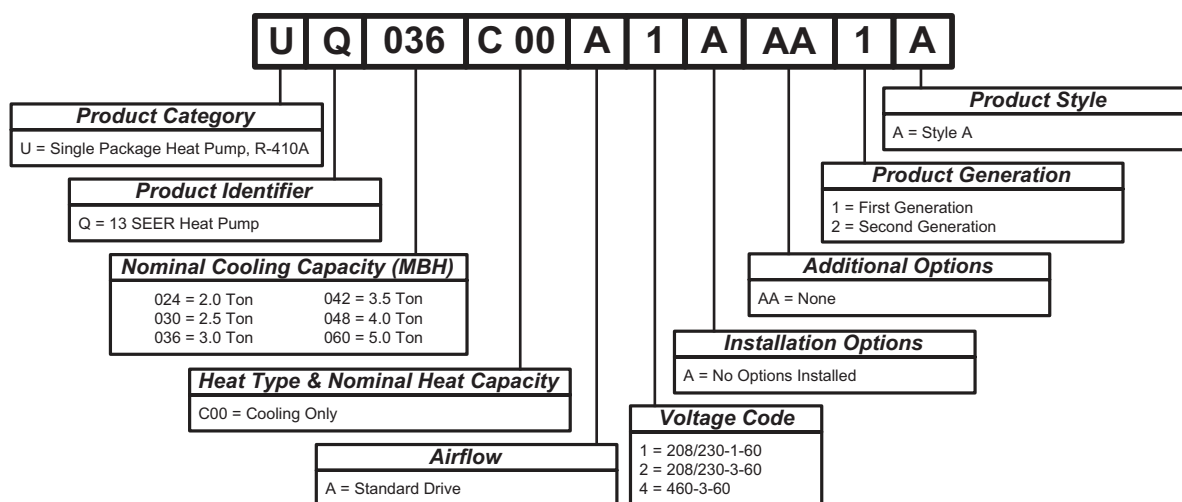 U Q 036 C 00 A 1 A AA 1 A
Product Category
U = Single Package Heat Pump, R-410A
Product Identifier
Q = 13 SEER Heat Pump
Nominal Cooling Capacity (MBH)
024 = 2.0 Ton 042 = 3.5 Ton
030 = 2.5 Ton 048 = 4.0 Ton
036 = 3.0 Ton 060 = 5.0 Ton
Heat Type & Nominal Heat Capacity
C00 = Cooling Only
Airflow
A = Standard Drive
Voltage Code
1 = 208/230-1-60
2 = 208/230-3-60
4 = 460-3-60
Installation Options
A = No Options Installed
Additional Options
AA = None
Product Generation
1 = First Generation
2 = Second Generation
Product Style
A = Style A